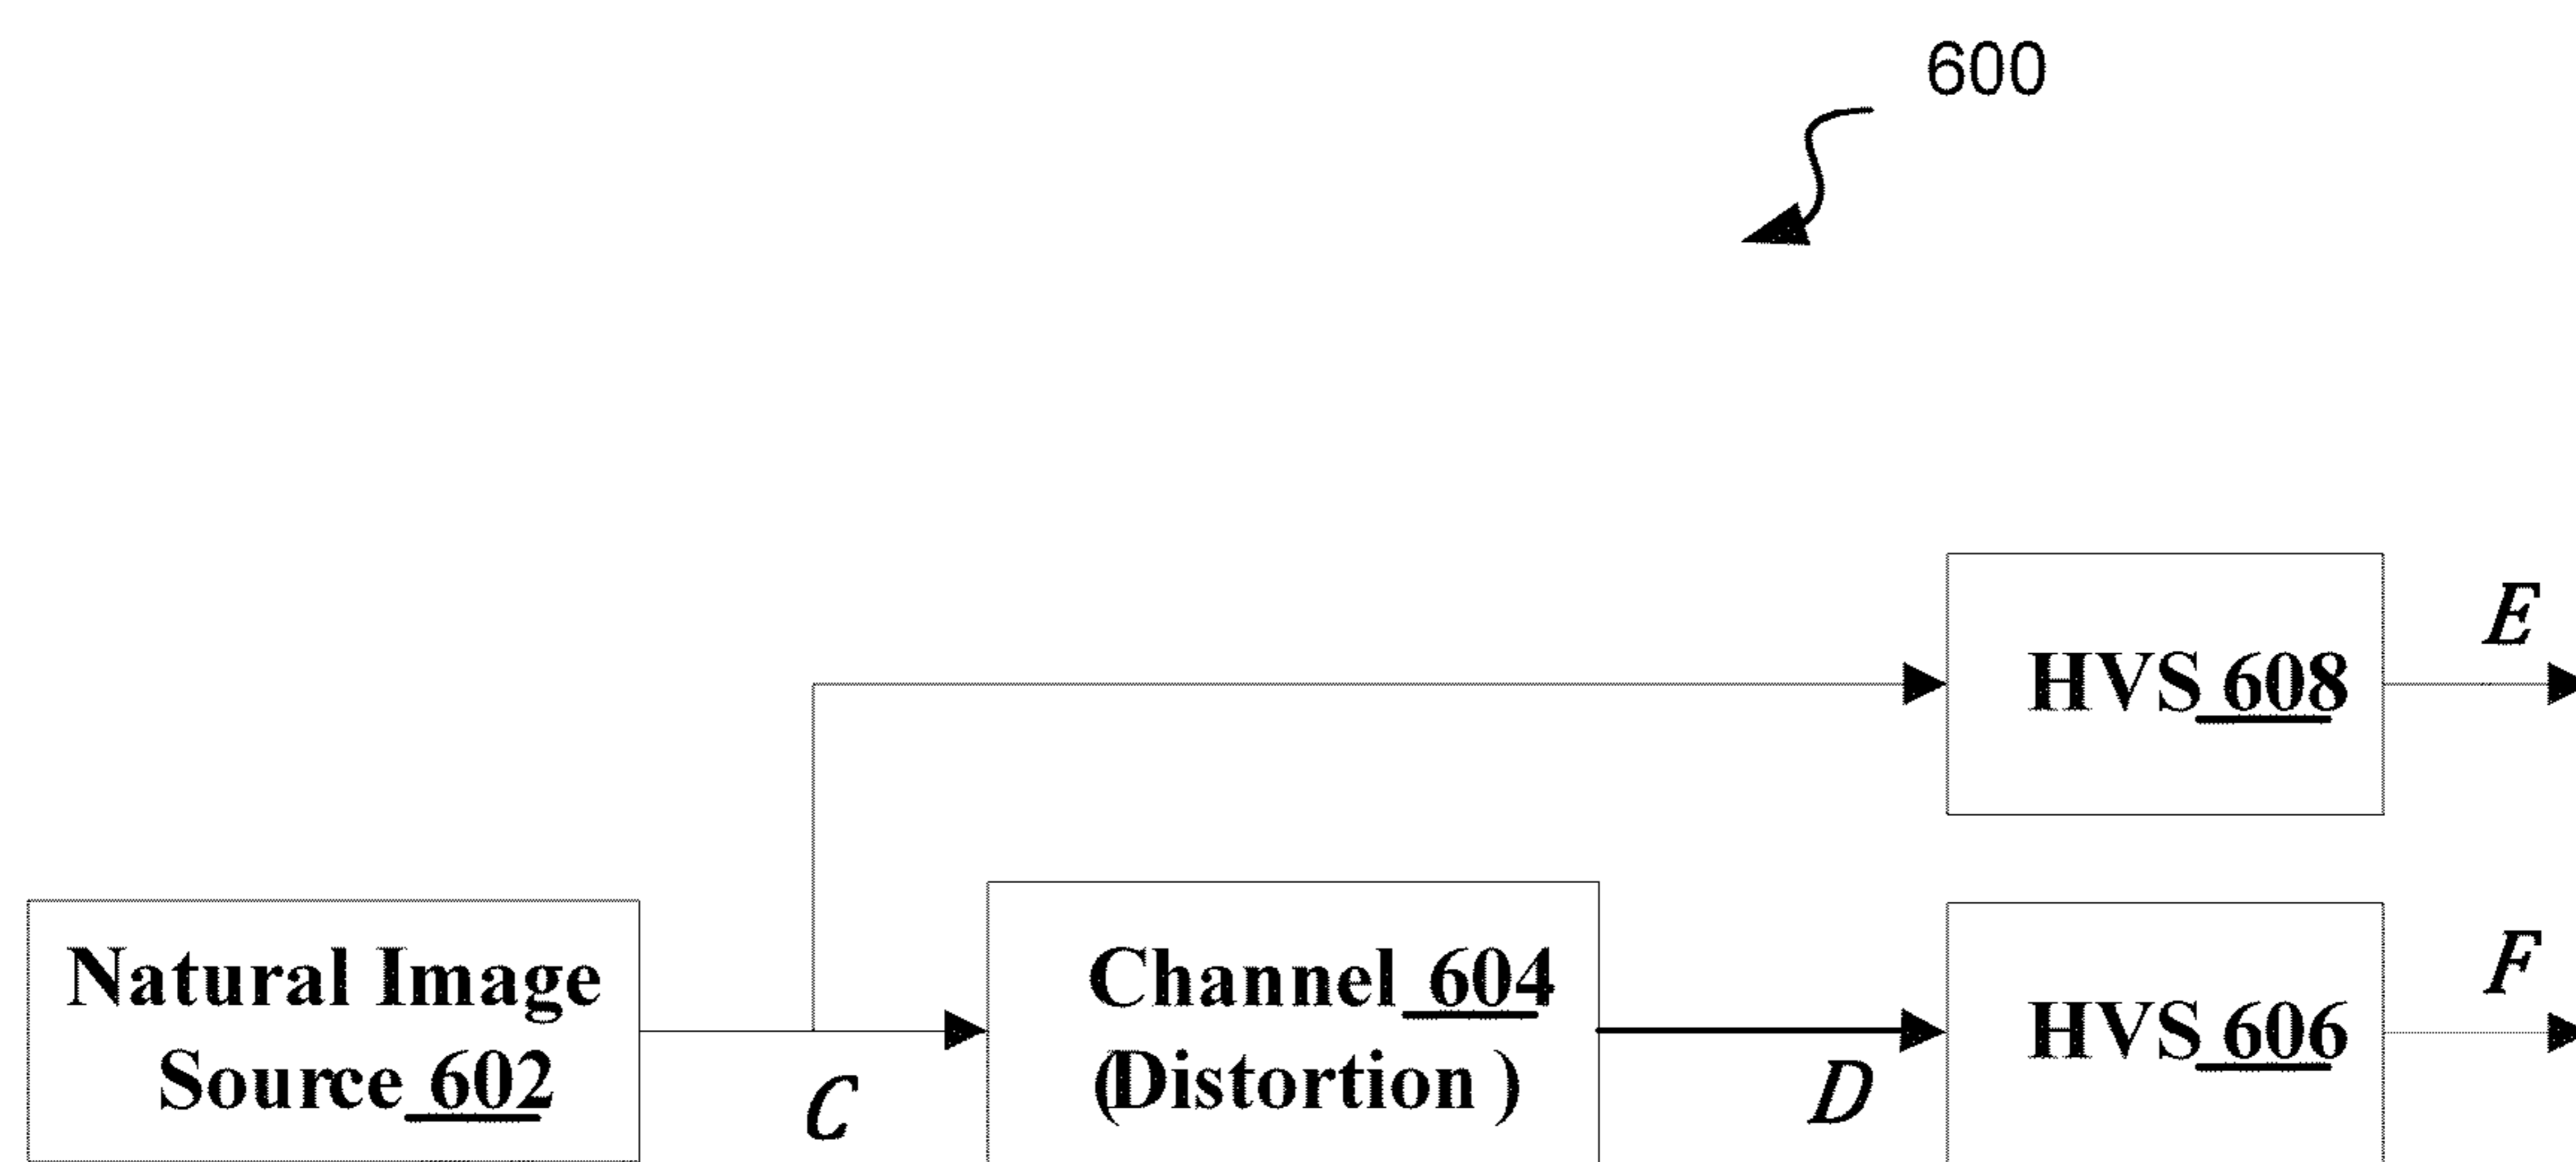 600
E
HVS 608
Natural Image
Source 602
C
Channel 604
(Distortion )
D
HVS 606
F